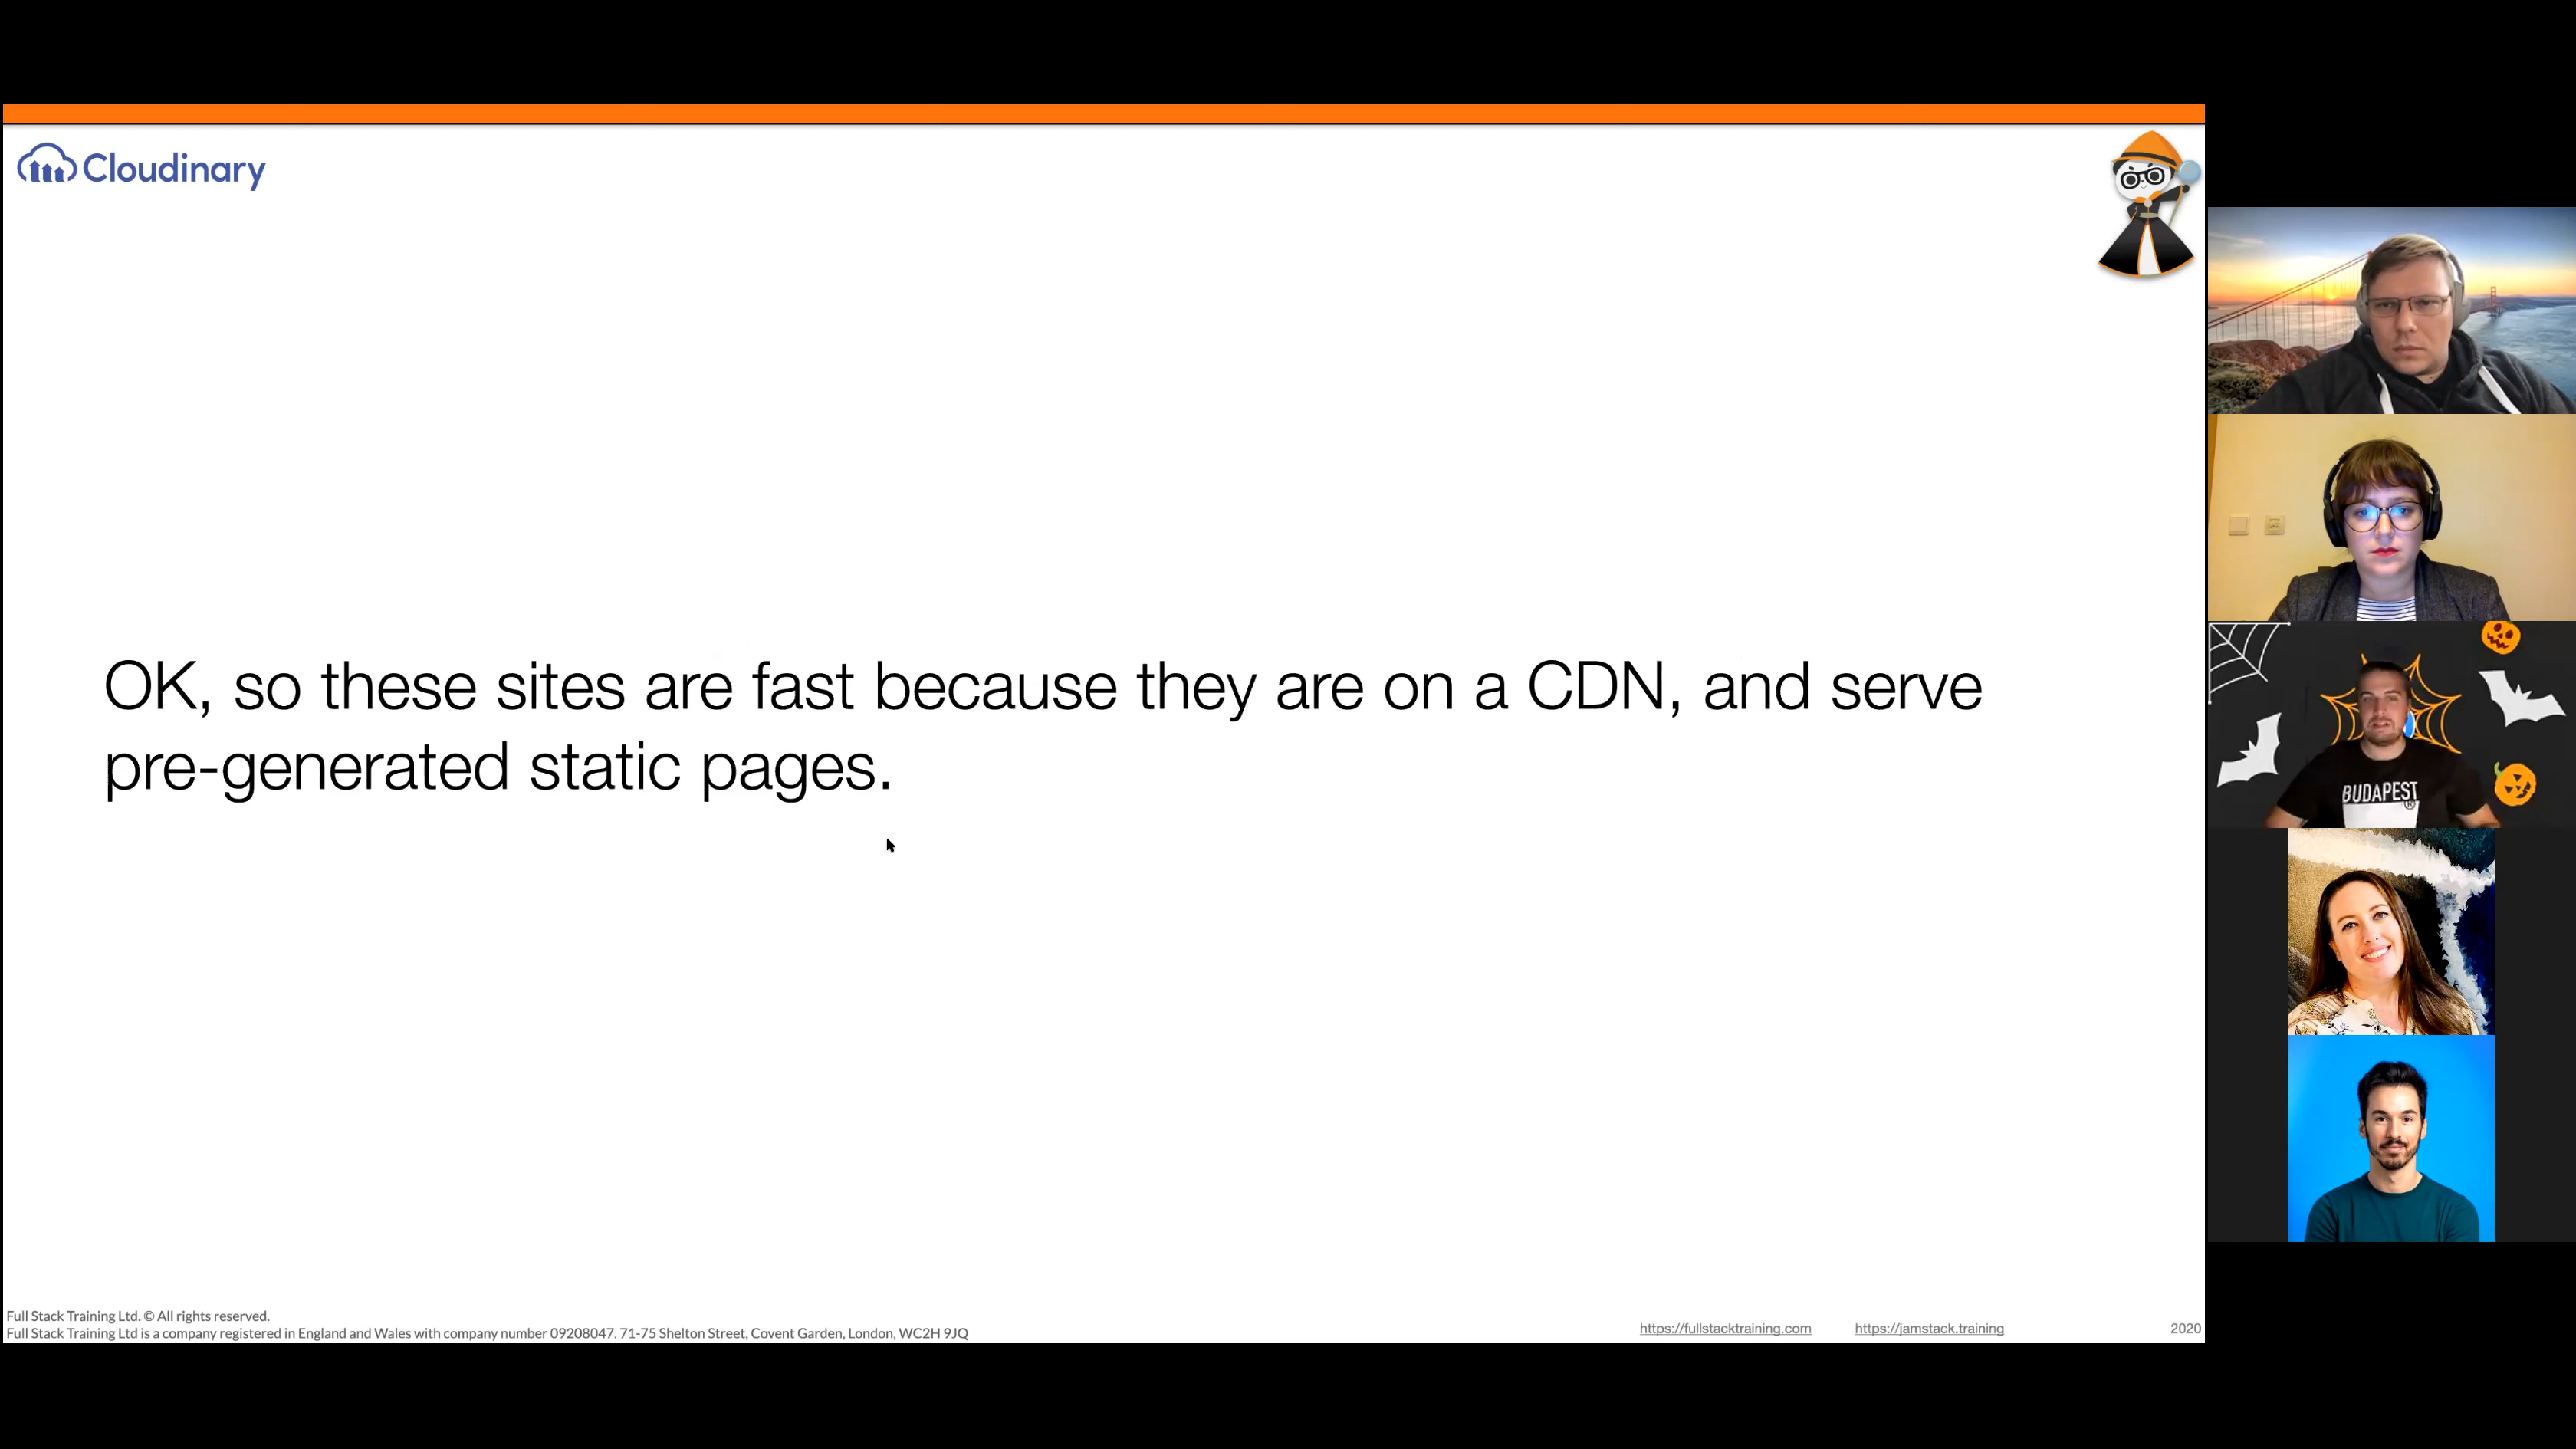 Cloudinary
OK, so these sites are fast because they are on a CDN, and serve
pre-generated static pages.
BUDAPEST
®
Full Stack Training Ltd. © All rights reserved.
Full Stack Training Ltd is a company registered in England and Wales with company number 09208047. 71-75 Shelton Street, Covent Garden, London, WC2H 9JQ
https://fullstacktraining.com
https://jamstack.training
2020